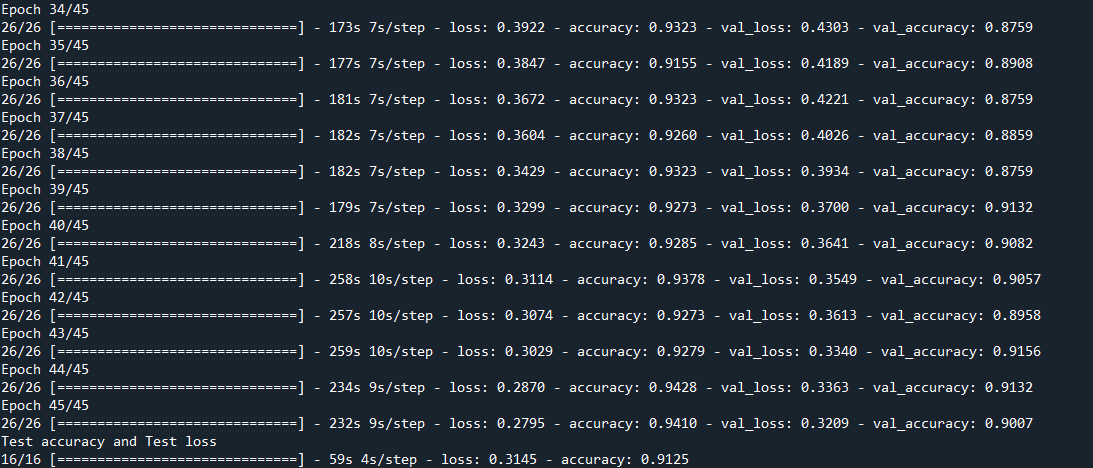 Epoch 34/45
26/26 [==============================] - 173s 7s/step - loss: 0.3922 - accuracy: 0.9323 - val_loss: 0.4303 - val_accuracy: 0.8759
Epoch 35/45
26/26 [==============================] - 177s 7s/step - loss: 0.3847 - accuracy: 0.9155 - val_loss: 0.4189 - val_accuracy: 0.8908
Epoch 36/45
26/26 [==============================] - 181s 7s/step - loss: 0.3672 - accuracy: 0.9323 - val_loss: 0.4221 - val_accuracy: 0.8759
Epoch 37/45
26/26 [==============================] - 182s 7s/step - loss: 0.3604 - accuracy: 0.9260 - val_loss: 0.4026 - val_accuracy: 0.8859
Epoch 38/45
26/26 [==============================] - 182s 7s/step - loss: 0.3429 - accuracy: 0.9323 - val_loss: 0.3934 - val_accuracy: 0.8759
Epoch 39/45
26/26 [==============================] - 179s 7s/step - loss: 0.3299 - accuracy: 0.9273 - val_loss: 0.3700 - val_accuracy: 0.9132
Epoch 40/45
26/26 [==============================] - 218s 8s/step - loss: 0.3243 - accuracy: 0.9285 - val_loss: 0.3641 - val_accuracy: 0.9082
Epoch 41/45
26/26 [==============================] - 258s 10s/step - loss: 0.3114 - accuracy: 0.9378 - val_loss: 0.3549 - val_accuracy: 0.9057
Epoch 42/45
26/26 [==============================] - 257s 10s/step - loss: 0.3074 - accuracy: 0.9273 - val_loss: 0.3613 - val_accuracy: 0.8958
Epoch 43/45
26/26 [==============================] - 259s 10s/step - loss: 0.3029 - accuracy: 0.9279 - val_loss: 0.3340 - val_accuracy: 0.9156
Epoch 44/45
26/26 [==============================] - 234s 9s/step - loss: 0.2870 - accuracy: 0.9428 - val_loss: 0.3363 - val_accuracy: 0.9132
Epoch 45/45
26/26 [==============================] - 232s 9s/step - loss: 0.2795 - accuracy: 0.9410 - val_loss: 0.3209 - val_accuracy: 0.9007
Test accuracy and Test loss
16/16 [==============================] - 59s 4s/step - loss: 0.3145 - accuracy: 0.9125